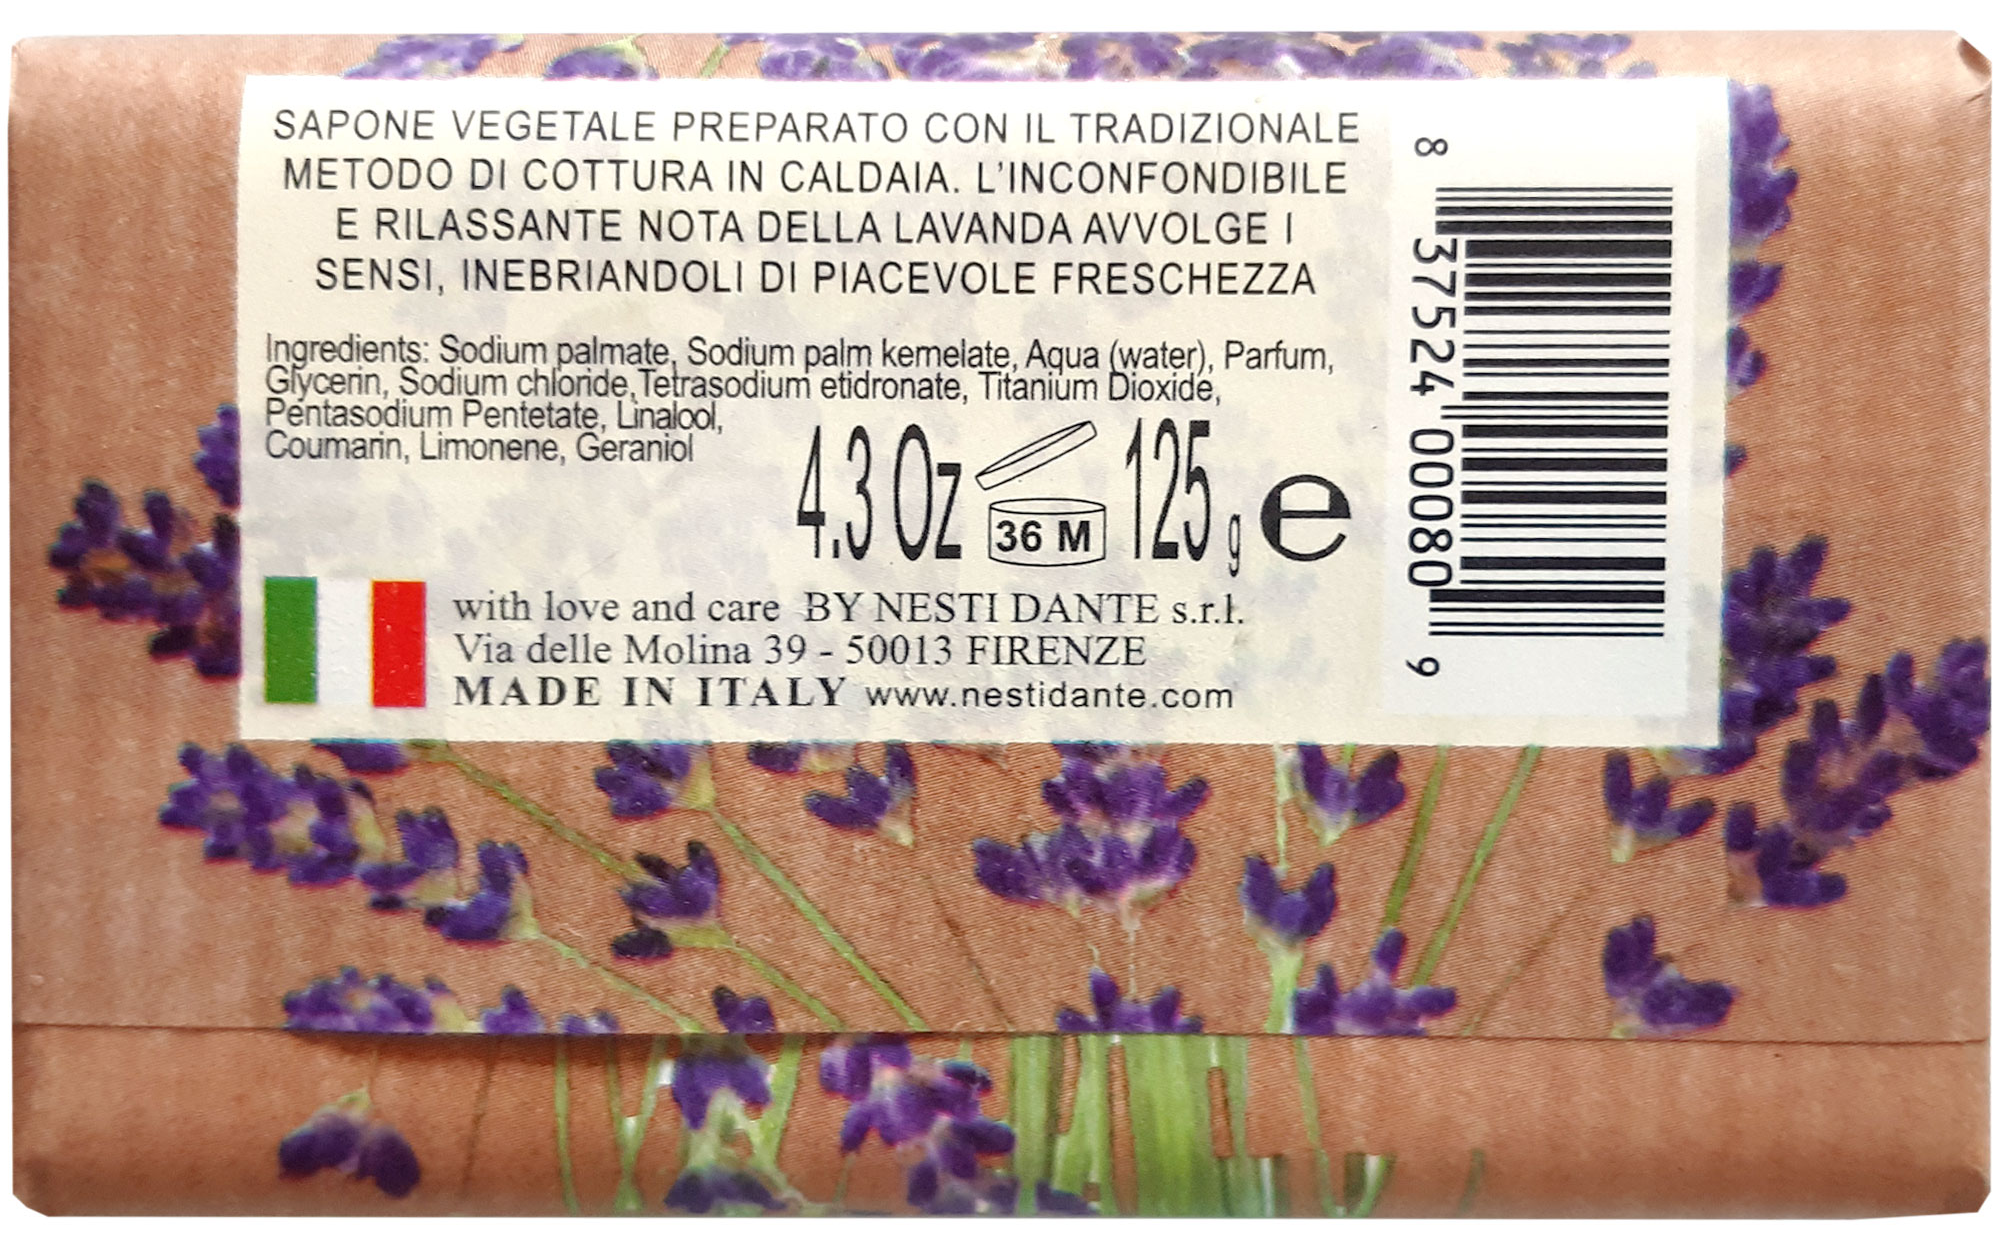 SAPONE VEGETALE PREPARATO CON IL TRADIZIONALE
METODO DI COTTURA IN CALDAIA. L'INCONFONDIBILE
E RILASSANTE NOTA DELLA LAVANDA AVVOLGE I
SENSI, INEBRIANDOLI DI PIACEVOLE FRESCHEZZA
Ingredients: Sodium palmate, Sodium palm kernelate, Aqua (water), Parfum,
Glycerin, Sodium chloride, Tetrasodium etidronate, Titanium Dioxide,
Pentasodium Pentetate, Linalool,
Coumarin, Limonene, Geraniol
4.3 Oz 36 M 125 g e
with love and care BY NESTI DANTE s.r.l.
Via delle Molina 39 - 50013 FIRENZE
MADE IN ITALY www.nestidante.com
8 37524 00080 9